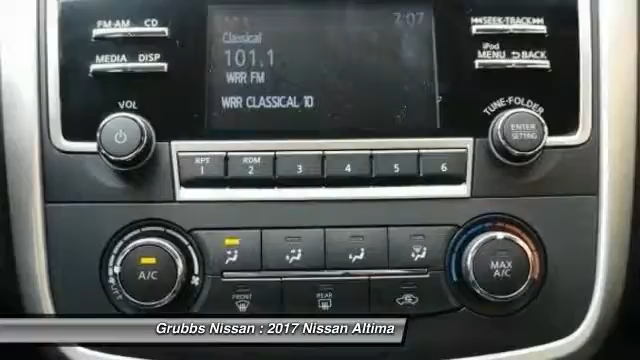 FM·AM CD
7:07
SEEK·TRACK
Classical
iPod
MEDIA DISP
101.1
MENU BACK
WRR FM
WRR CLASSICAL 10
VOL
TUNE·FOLDER
ENTER
SETTING
RPT RDM
1 2 3 4 5 6
A/C
MAX
A/C
FRONT REAR
Grubbs Nissan : 2017 Nissan Altima